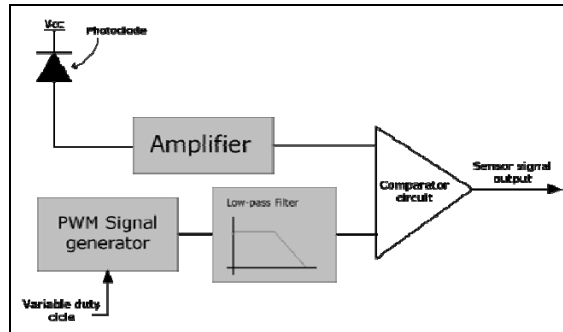 Vcc
Photodiode
Amplifier
Sensor signal
output
Comparator
circuit
Low-pass Filter
PWM Signal
generator
Variable duty
cicle